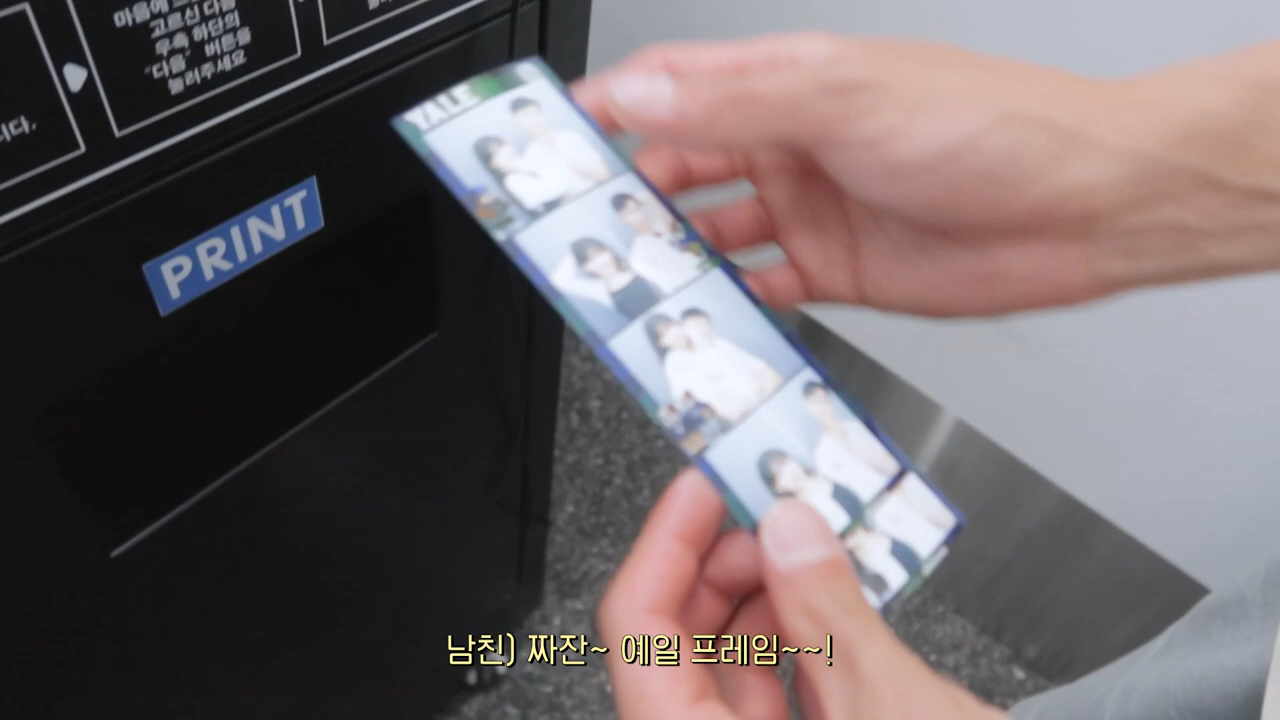 마음에 드는
고르신 다음
우측 하단의
"다음" 버튼을
눌러주세요
니다.
YALE
PRINT
남친) 짜잔~ 예일 프레임~~!